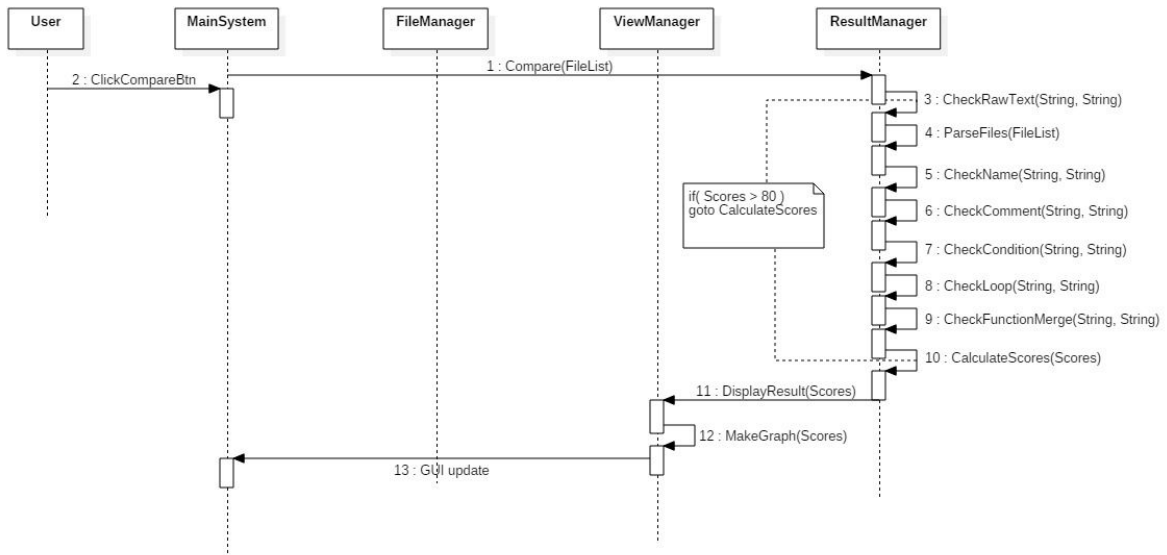 User
MainSystem
FileManager
ViewManager
ResultManager
1 : Compare(FileList)
2 : ClickCompareBtn
3 : CheckRawText(String, String)
4 : ParseFiles(FileList)
5 : CheckName(String, String)
if( Scores > 80 )
goto CalculateScores
6 : CheckComment(String, String)
7 : CheckCondition(String, String)
8 : CheckLoop(String, String)
9 : CheckFunctionMerge(String, String)
10 : CalculateScores(Scores)
11 : DisplayResult(Scores)
12 : MakeGraph(Scores)
13 : GUI update